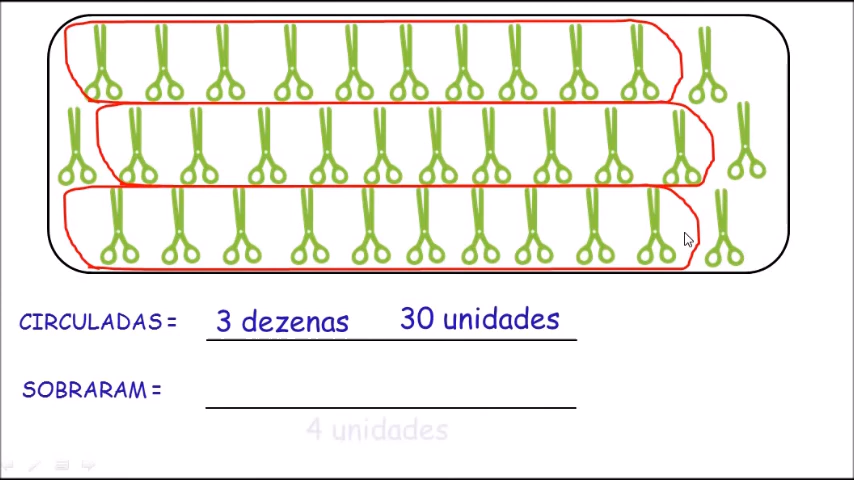 CIRCULADAS = 3 dezenas 30 unidades
SOBRARAM =
4 unidades